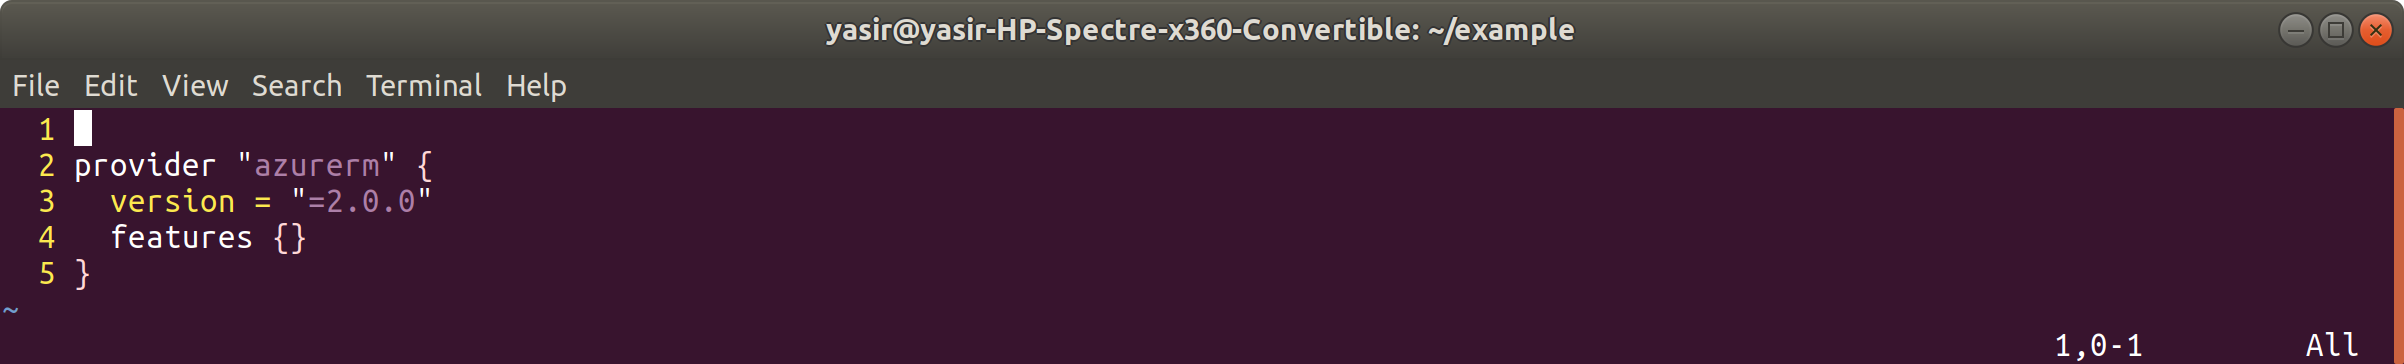 yasir@yasir-HP-Spectre-x360-Convertible: ~/example
File Edit View Search Terminal Help
1
2 provider "azurerm" {
3   version = "=2.0.0"
4   features {}
5 }
~
1,0-1 All